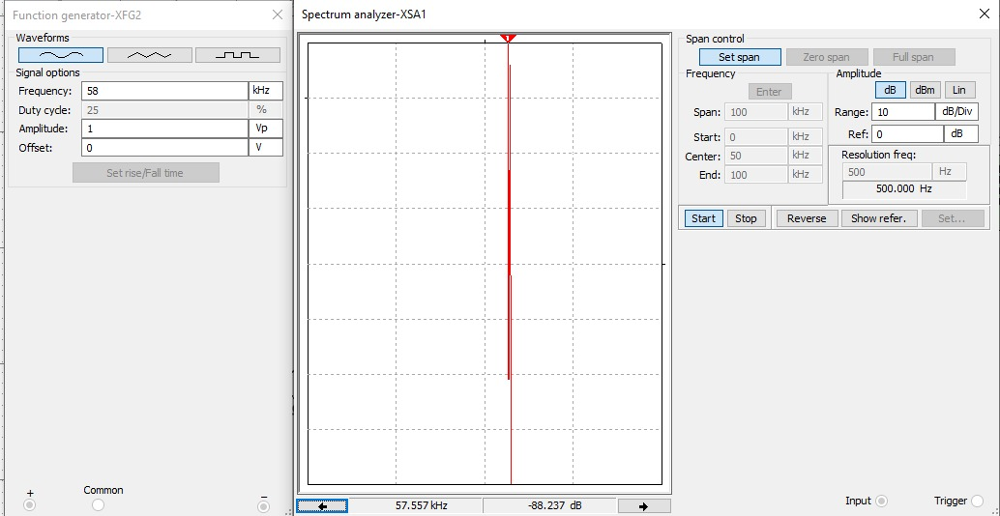 Function generator-XFG2
Waveforms
Signal options
Frequency: 58 kHz
Duty cycle: 25 %
Amplitude: 1 Vp
Offset: 0 V
Set rise/Fall time
+
Common
−
Spectrum analyzer-XSA1
1
57.557 kHz
-88.237 dB
Span control
Set span Zero span Full span
Frequency
Enter
Span: 100 kHz
Start: 0 kHz
Center: 50 kHz
End: 100 kHz
Amplitude
dB dBm Lin
Range: 10 dB/Div
Ref: 0 dB
Resolution freq:
500 Hz
500.000 Hz
Start Stop Reverse Show refer. Set...
Input Trigger